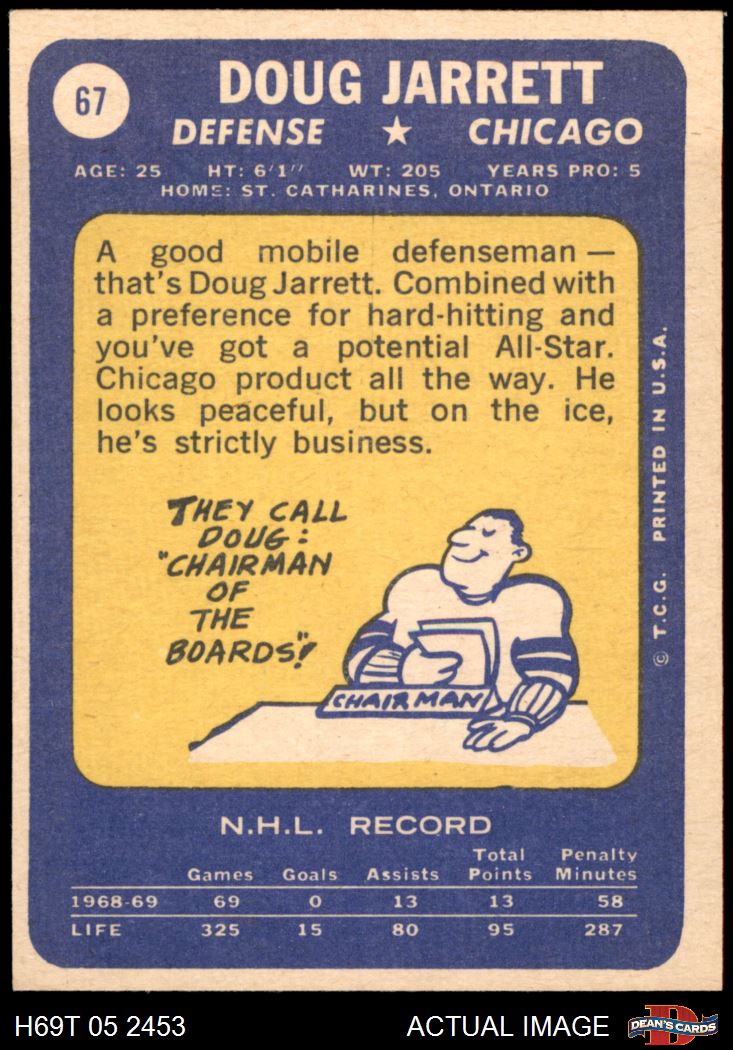 67
DOUG JARRETT
DEFENSE ★ CHICAGO
AGE: 25 HT: 6'1" WT: 205 YEARS PRO: 5
HOME: ST. CATHARINES, ONTARIO
A good mobile defenseman —
that's Doug Jarrett. Combined with
a preference for hard-hitting and
you've got a potential All-Star.
Chicago product all the way. He
looks peaceful, but on the ice,
he's strictly business.
THEY CALL
DOUG:
"CHAIRMAN
OF
THE
BOARDS"!
CHAIRMAN
© T.C.G. PRINTED IN U.S.A.
N.H.L. RECORD
Games Goals Assists Total Points Penalty Minutes
1968-69 69 0 13 13 58
LIFE 325 15 80 95 287
H69T 05 2453 ACTUAL IMAGE
D
DEAN'S CARDS